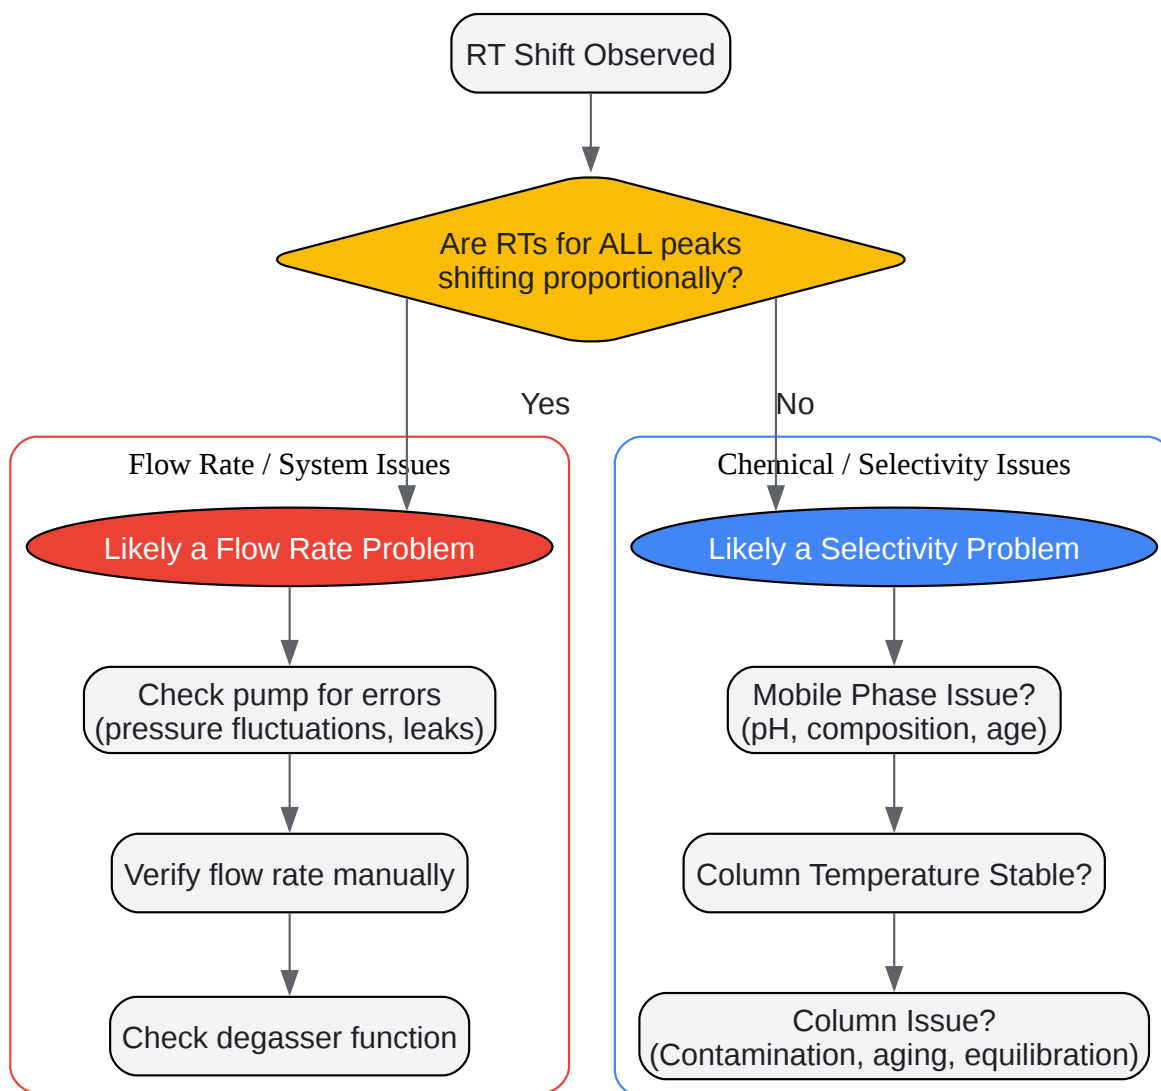 RT Shift Observed
Are RTs for ALL peaks
shifting proportionally?
Yes
No
Flow Rate / System Issues
Likely a Flow Rate Problem
Check pump for errors
(pressure fluctuations, leaks)
Verify flow rate manually
Check degasser function
Chemical / Selectivity Issues
Likely a Selectivity Problem
Mobile Phase Issue?
(pH, composition, age)
Column Temperature Stable?
Column Issue?
(Contamination, aging, equilibration)